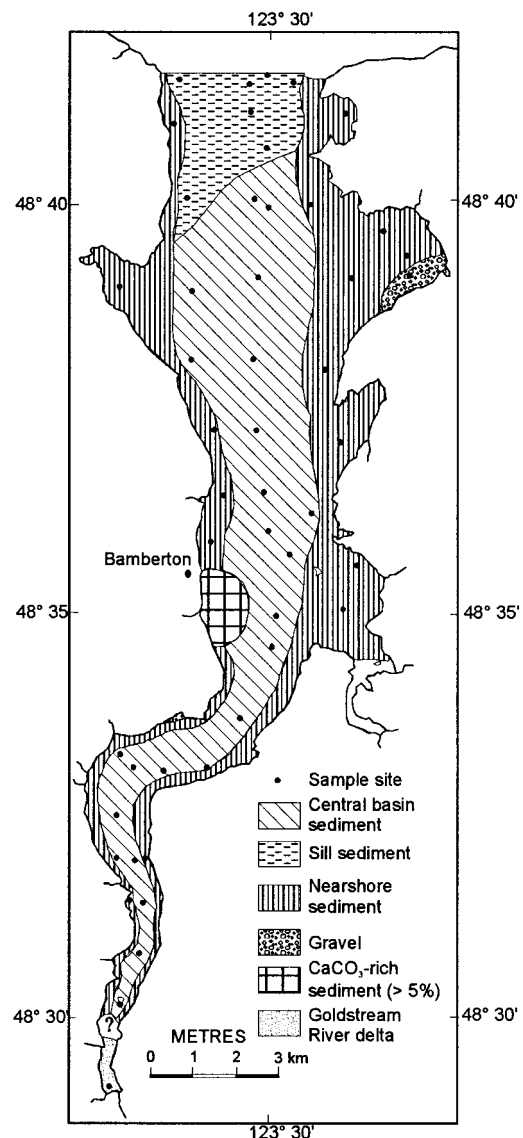 123° 30'
48° 40'
48° 40'
Bamberton
48° 35'
48° 35'
Sample site
Central basin
sediment
Sill sediment
Nearshore
sediment
Gravel
CaCO₃-rich
sediment (> 5%)
Goldstream
River delta
?
48° 30'
48° 30'
METRES
0 1 2 3 km
123° 30'